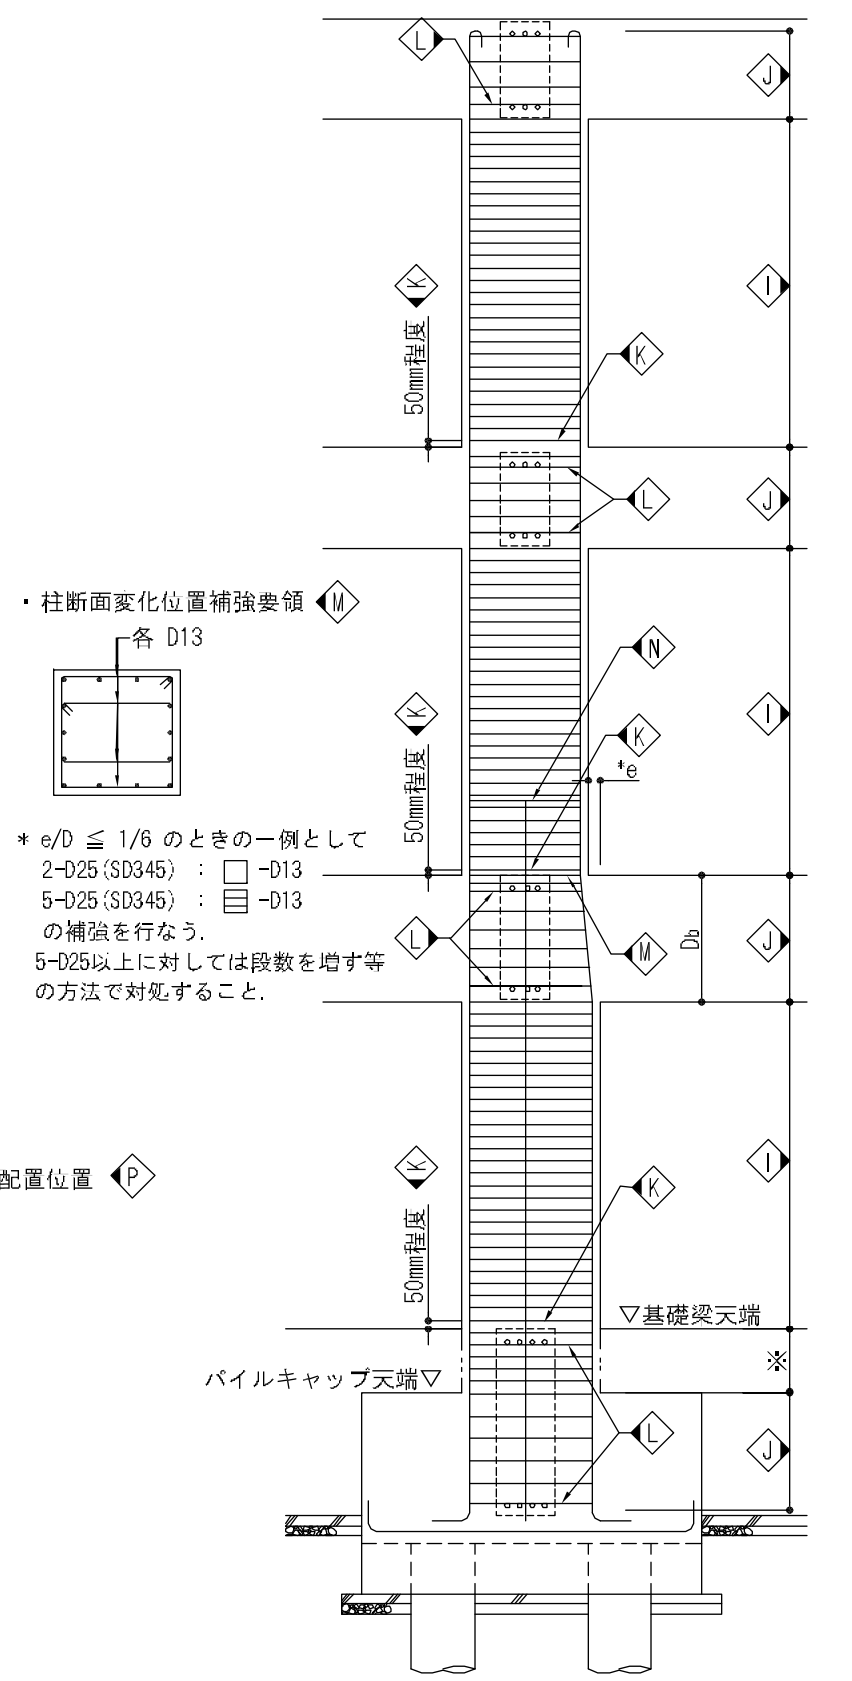 L
J
K
I
50mm程度
K
L
J
・柱断面変化位置補強要領 M
各 D13
N
K
I
K
*e
50mm程度
* e/D ≦ 1/6 のときの一例として
2-D25(SD345) : □ -D13
5-D25(SD345) : 目 -D13
の補強を行なう.
5-D25以上に対しては段数を増す等
の方法で対処すること.
L
M
Db
J
配置位置 P
K
I
K
50mm程度
▽基礎梁天端
※
パイルキャップ天端▽
L
J